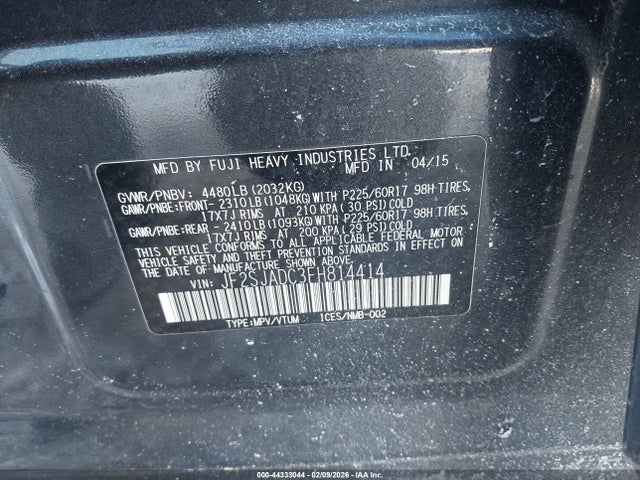 MFD BY FUJI HEAVY INDUSTRIES LTD.
MFD IN 04/15
GVWR/PNBV: 4480LB(2032KG)
GAWR/PNBE:FRONT- 2310LB(1048KG)WITH P225/60R17 98H TIRES,
17X7J RIMS AT 210 KPA(30 PSI)COLD
GAWR/PNBE:REAR - 2410LB(1093KG)WITH P225/60R17 98H TIRES,
17X7J RIMS AT 200 KPA(29 PSI)COLD
THIS VEHICLE CONFORMS TO ALL APPLICABLE FEDERAL MOTOR
VEHICLE SAFETY AND THEFT PREVENTION STANDARDS IN
EFFECT ON THE DATE OF MANUFACTURE SHOWN ABOVE.
VIN: JF2SJADC3FH814414
TYPE:MPV/VTUM ICES/NMB-002
000-44333044 - 02/09/2026 - IAA Inc.